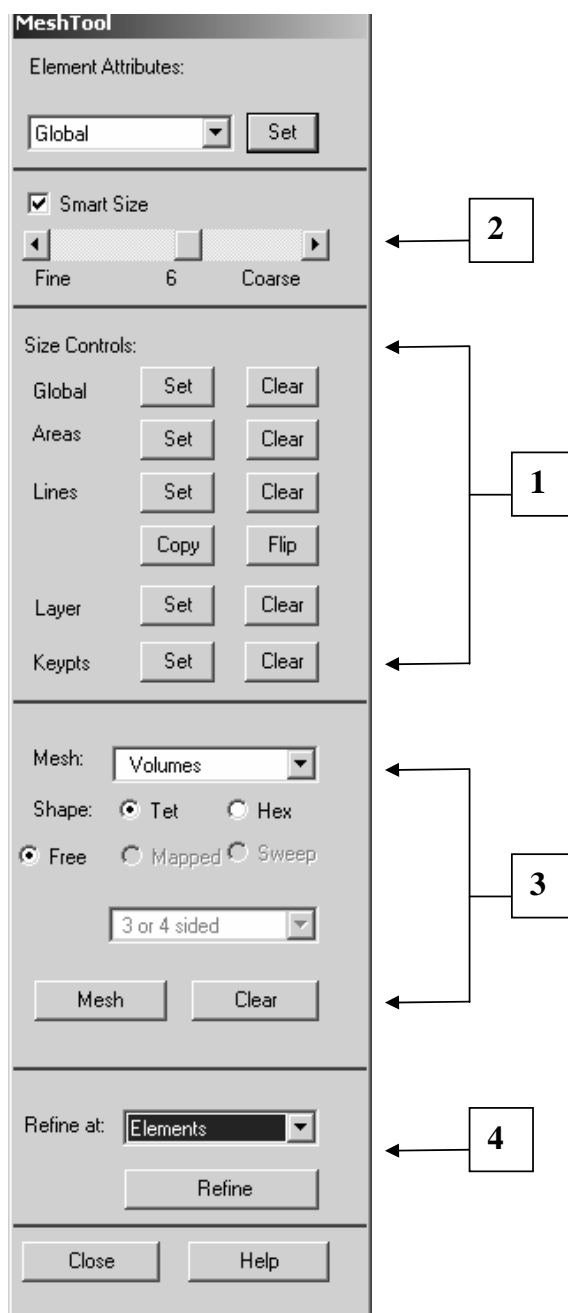 MeshTool
Element Attributes:
Global Set
Smart Size
2
Fine 6 Coarse
Size Controls:
Global Set Clear
Areas Set Clear
Lines Set Clear
1
Copy Flip
Layer Set Clear
Keypts Set Clear
Mesh: Volumes
Shape: Tet Hex
Free Mapped Sweep
3
3 or 4 sided
Mesh Clear
Refine at: Elements
4
Refine
Close Help